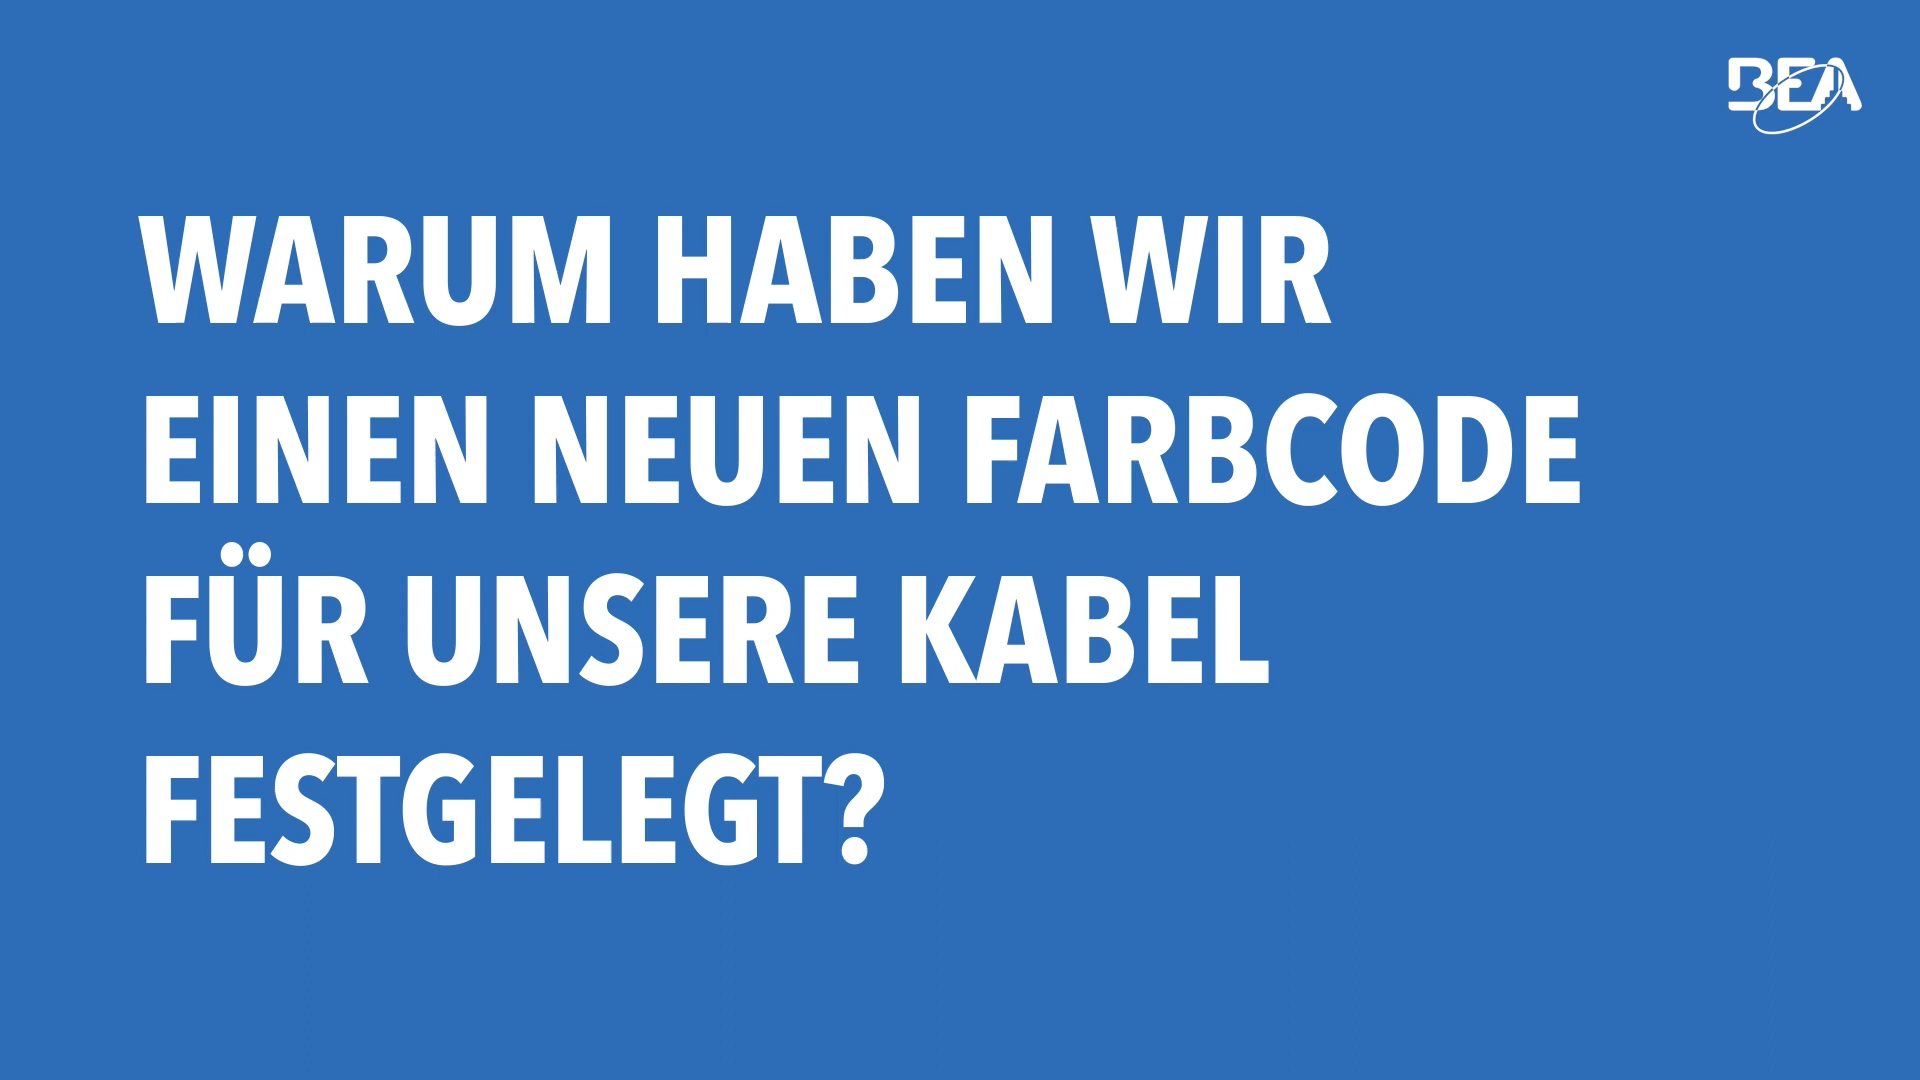 BEA
WARUM HABEN WIR
EINEN NEUEN FARBCODE
FÜR UNSERE KABEL
FESTGELEGT?